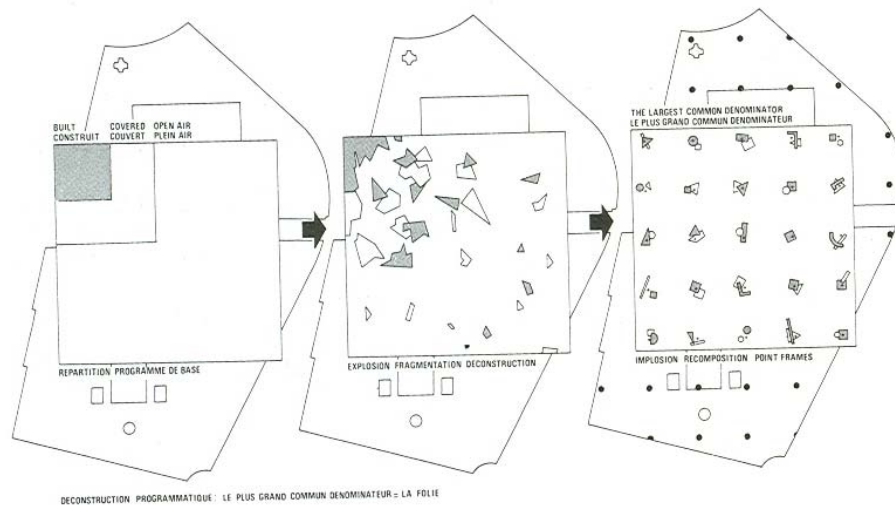 BUILT COVERED OPEN AIR
CONSTRUIT COUVERT PLEIN AIR
REPARTITION PROGRAMME DE BASE
EXPLOSION FRAGMENTATION DECONSTRUCTION
THE LARGEST COMMON DENOMINATOR
LE PLUS GRAND COMMUN DENOMINATEUR
IMPLOSION RECOMPOSITION POINT FRAMES
DECONSTRUCTION PROGRAMMATIQUE: LE PLUS GRAND COMMUN DENOMINATEUR = LA FOLIE